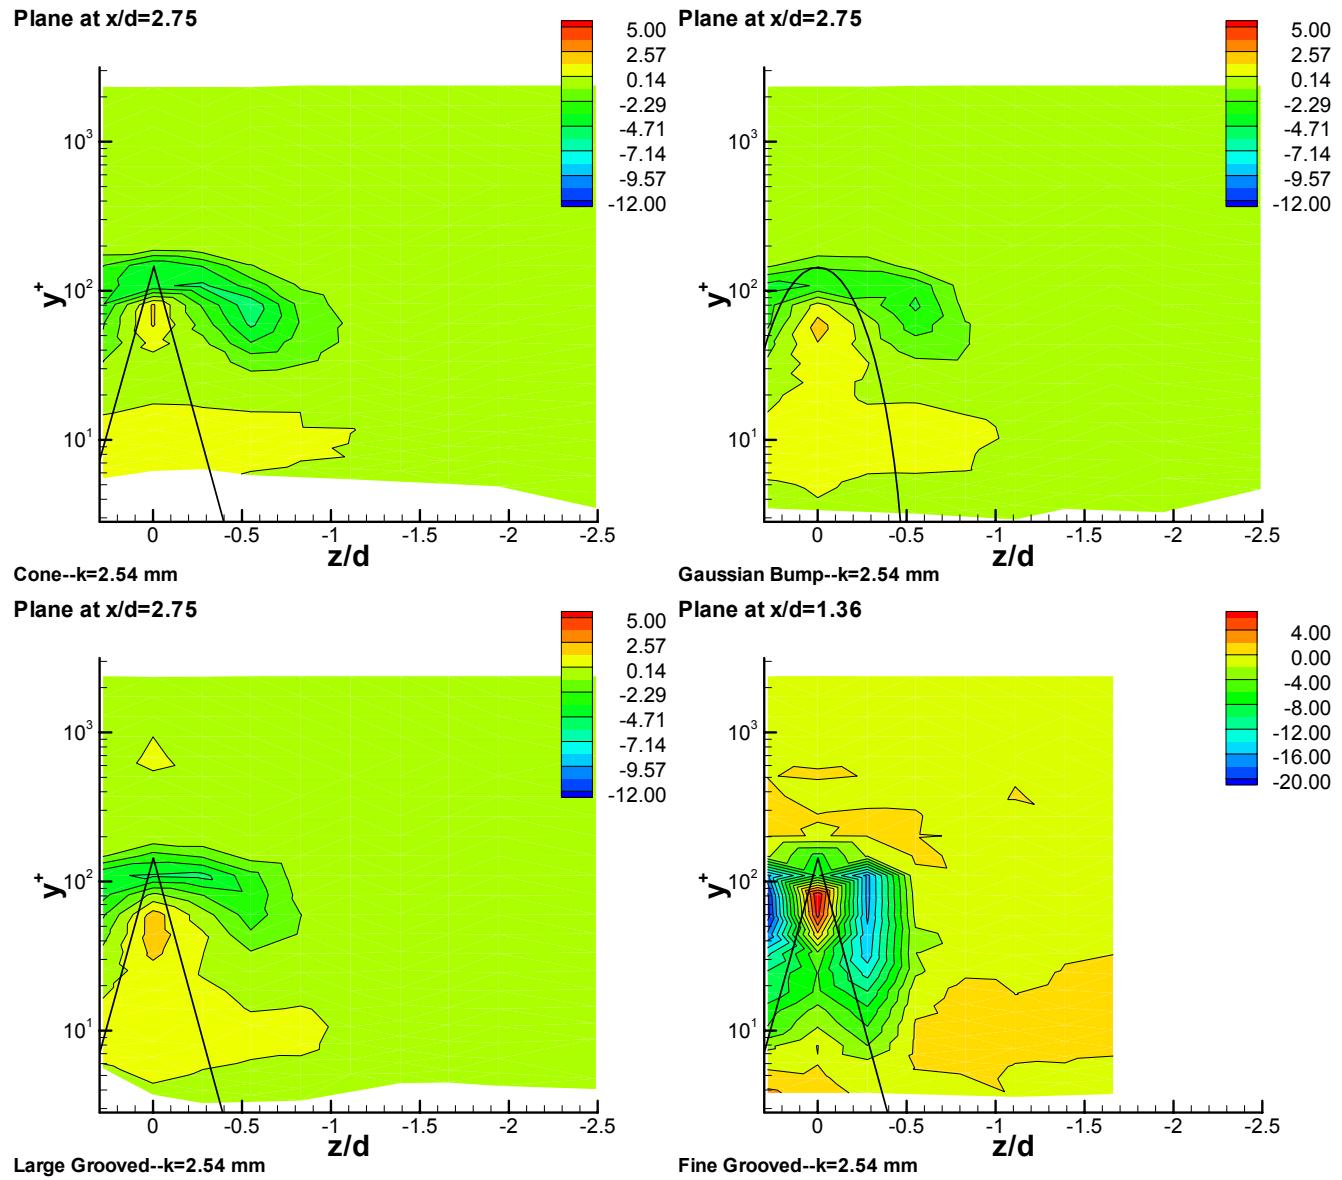 Plane at x/d=2.75
5.00
2.57
0.14
-2.29
-4.71
-7.14
-9.57
-12.00
10³
10²
10¹
y⁺
0 -0.5 -1 -1.5 -2 -2.5
z/d
Cone--k=2.54 mm
Plane at x/d=2.75
5.00
2.57
0.14
-2.29
-4.71
-7.14
-9.57
-12.00
10³
10²
10¹
y⁺
0 -0.5 -1 -1.5 -2 -2.5
z/d
Gaussian Bump--k=2.54 mm
Plane at x/d=2.75
5.00
2.57
0.14
-2.29
-4.71
-7.14
-9.57
-12.00
10³
10²
10¹
y⁺
0 -0.5 -1 -1.5 -2 -2.5
z/d
Large Grooved--k=2.54 mm
Plane at x/d=1.36
4.00
0.00
-4.00
-8.00
-12.00
-16.00
-20.00
10³
10²
10¹
y⁺
0 -0.5 -1 -1.5 -2 -2.5
z/d
Fine Grooved--k=2.54 mm